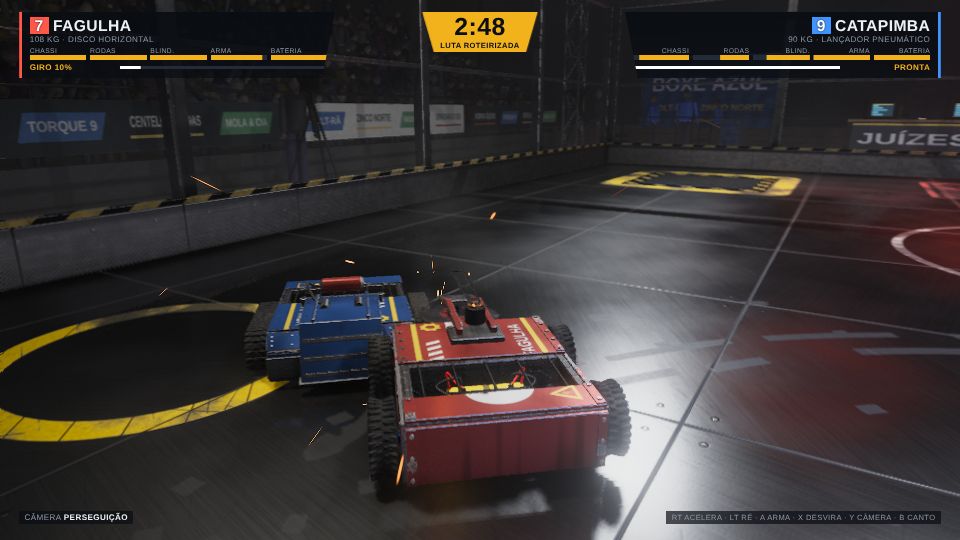 7 FAGULHA
108 KG · DISCO HORIZONTAL
CHASSI RODAS BLIND. ARMA BATERIA
GIRO 10%
2:48
LUTA ROTEIRIZADA
9 CATAPIMBA
90 KG · LANÇADOR PNEUMÁTICO
CHASSI RODAS BLIND. ARMA BATERIA
PRONTA
BOXE AZUL
TORQUE 9
NOLA & CIA
JUÍZES
FAGULHA
CÂMERA PERSEGUIÇÃO
RT ACELERA · LT RÉ · A ARMA · X DESVIRA · Y CÂMERA · B CANTO